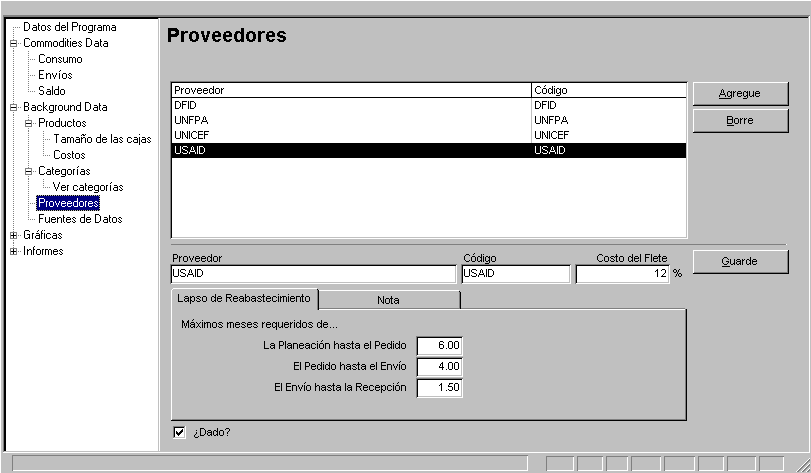 Datos del Programa
Commodities Data
Consumo
Envíos
Saldo
Background Data
Productos
Tamaño de las cajas
Costos
Categorías
Ver categorías
Proveedores
Fuentes de Datos
Gráficas
Informes
Proveedores
Proveedor Código
DFID DFID
UNFPA UNFPA
UNICEF UNICEF
USAID USAID
Agregue
Borre
Proveedor Código Costo del Flete
USAID USAID 12 %
Guarde
Lapso de Reabastecimiento Nota
Máximos meses requeridos de...
La Planeación hasta el Pedido 6.00
El Pedido hasta el Envío 4.00
El Envío hasta la Recepción 1.50
¿Dado?